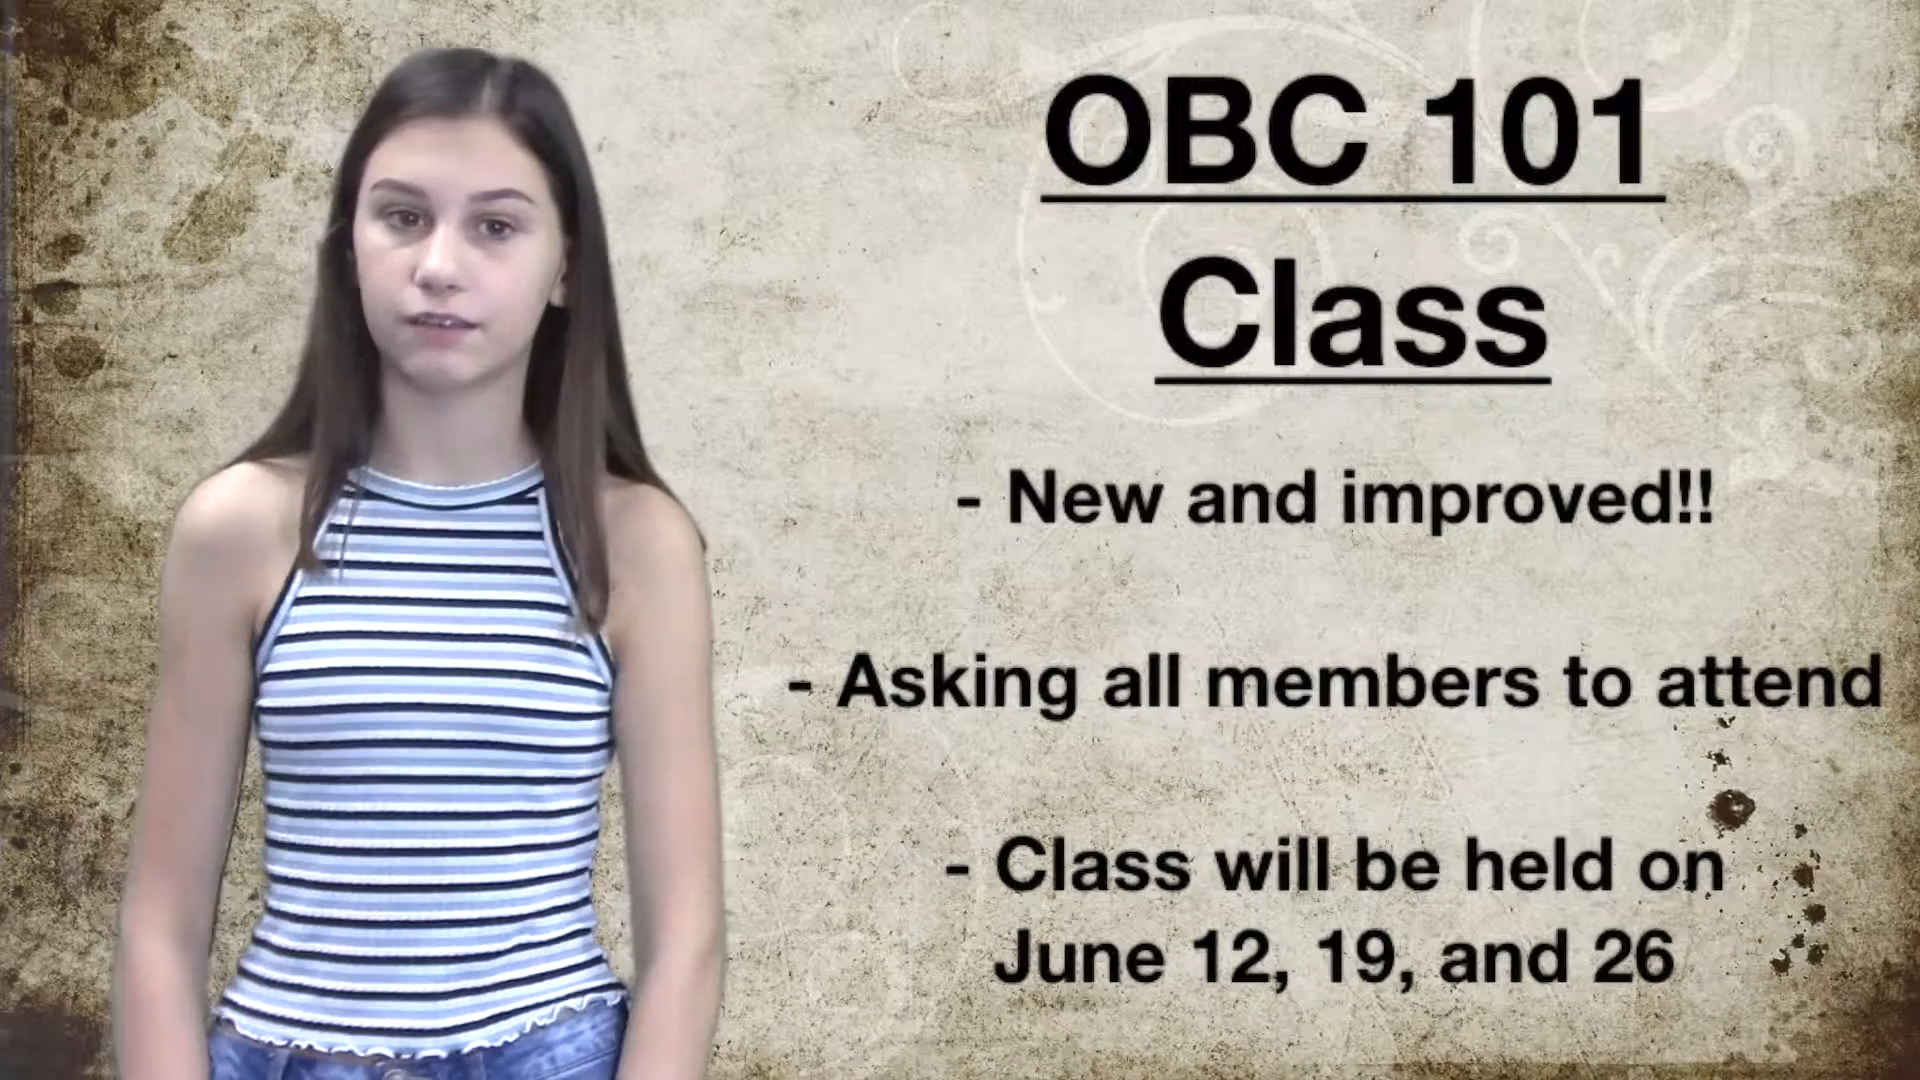 OBC 101
Class
- New and improved!!
- Asking all members to attend
- Class will be held on
June 12, 19, and 26